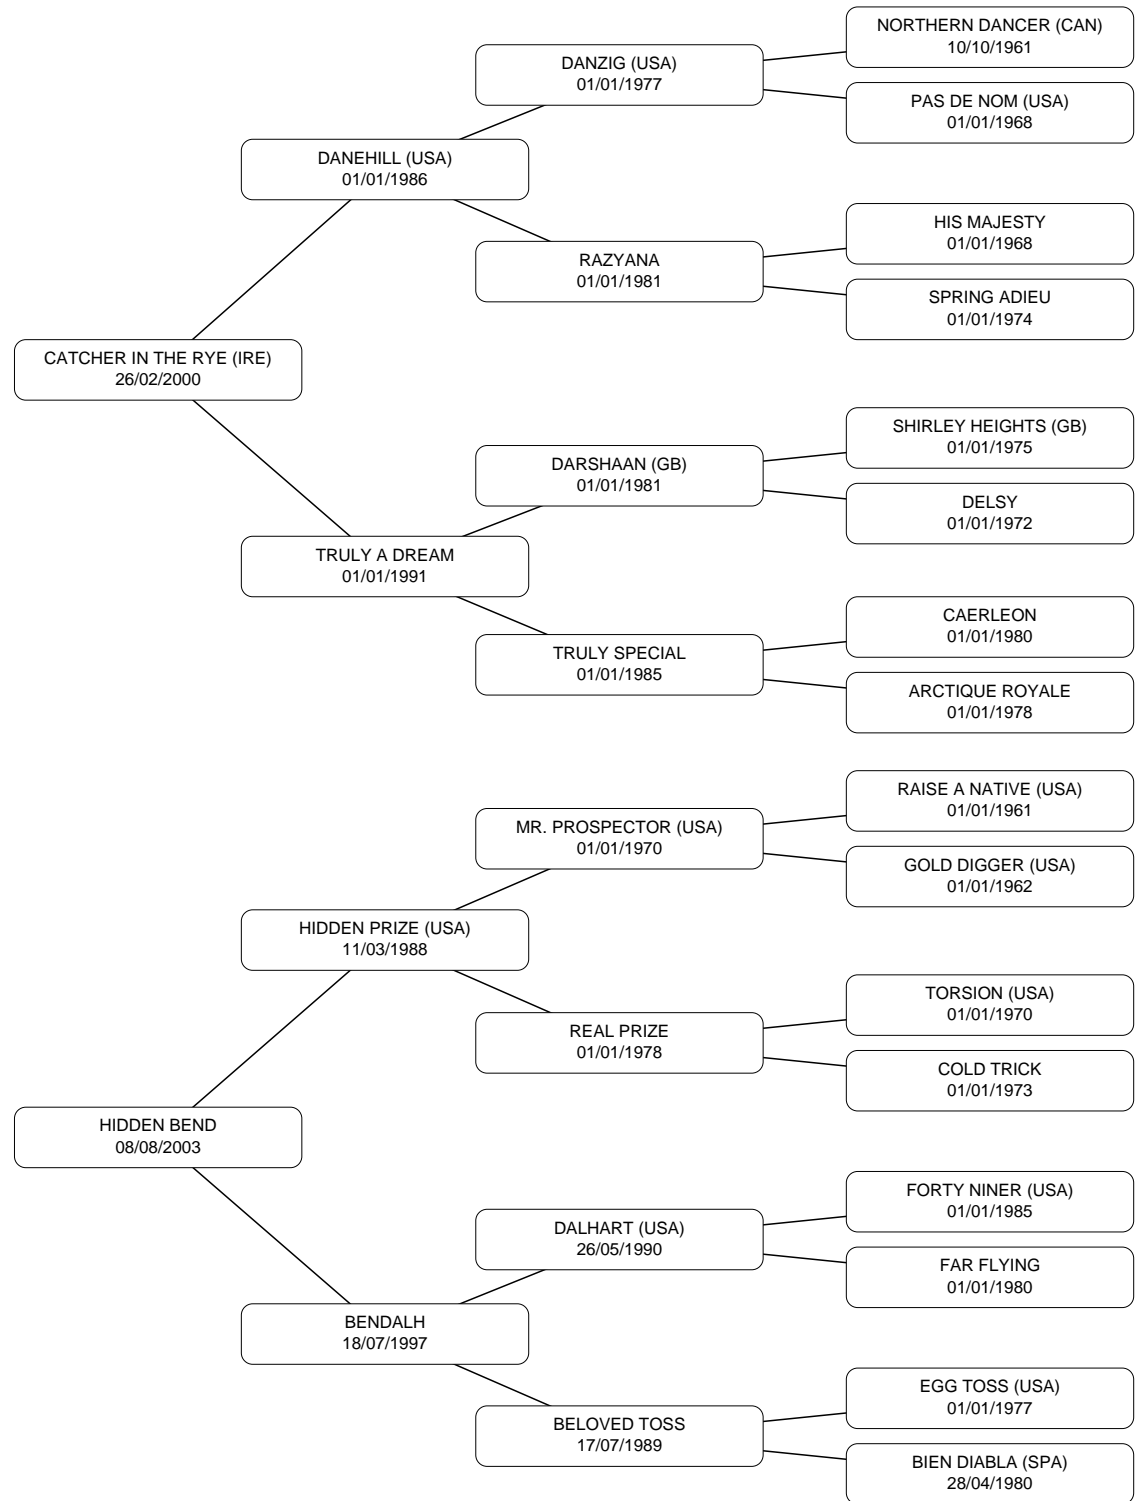 NORTHERN DANCER (CAN)
10/10/1961
DANZIG (USA)
01/01/1977
PAS DE NOM (USA)
01/01/1968
DANEHILL (USA)
01/01/1986
HIS MAJESTY
01/01/1968
RAZYANA
01/01/1981
SPRING ADIEU
01/01/1974
CATCHER IN THE RYE (IRE)
26/02/2000
SHIRLEY HEIGHTS (GB)
01/01/1975
DARSHAAN (GB)
01/01/1981
DELSY
01/01/1972
TRULY A DREAM
01/01/1991
CAERLEON
01/01/1980
TRULY SPECIAL
01/01/1985
ARCTIQUE ROYALE
01/01/1978
RAISE A NATIVE (USA)
01/01/1961
MR. PROSPECTOR (USA)
01/01/1970
GOLD DIGGER (USA)
01/01/1962
HIDDEN PRIZE (USA)
11/03/1988
TORSION (USA)
01/01/1970
REAL PRIZE
01/01/1978
COLD TRICK
01/01/1973
HIDDEN BEND
08/08/2003
FORTY NINER (USA)
01/01/1985
DALHART (USA)
26/05/1990
FAR FLYING
01/01/1980
BENDALH
18/07/1997
EGG TOSS (USA)
01/01/1977
BELOVED TOSS
17/07/1989
BIEN DIABLA (SPA)
28/04/1980